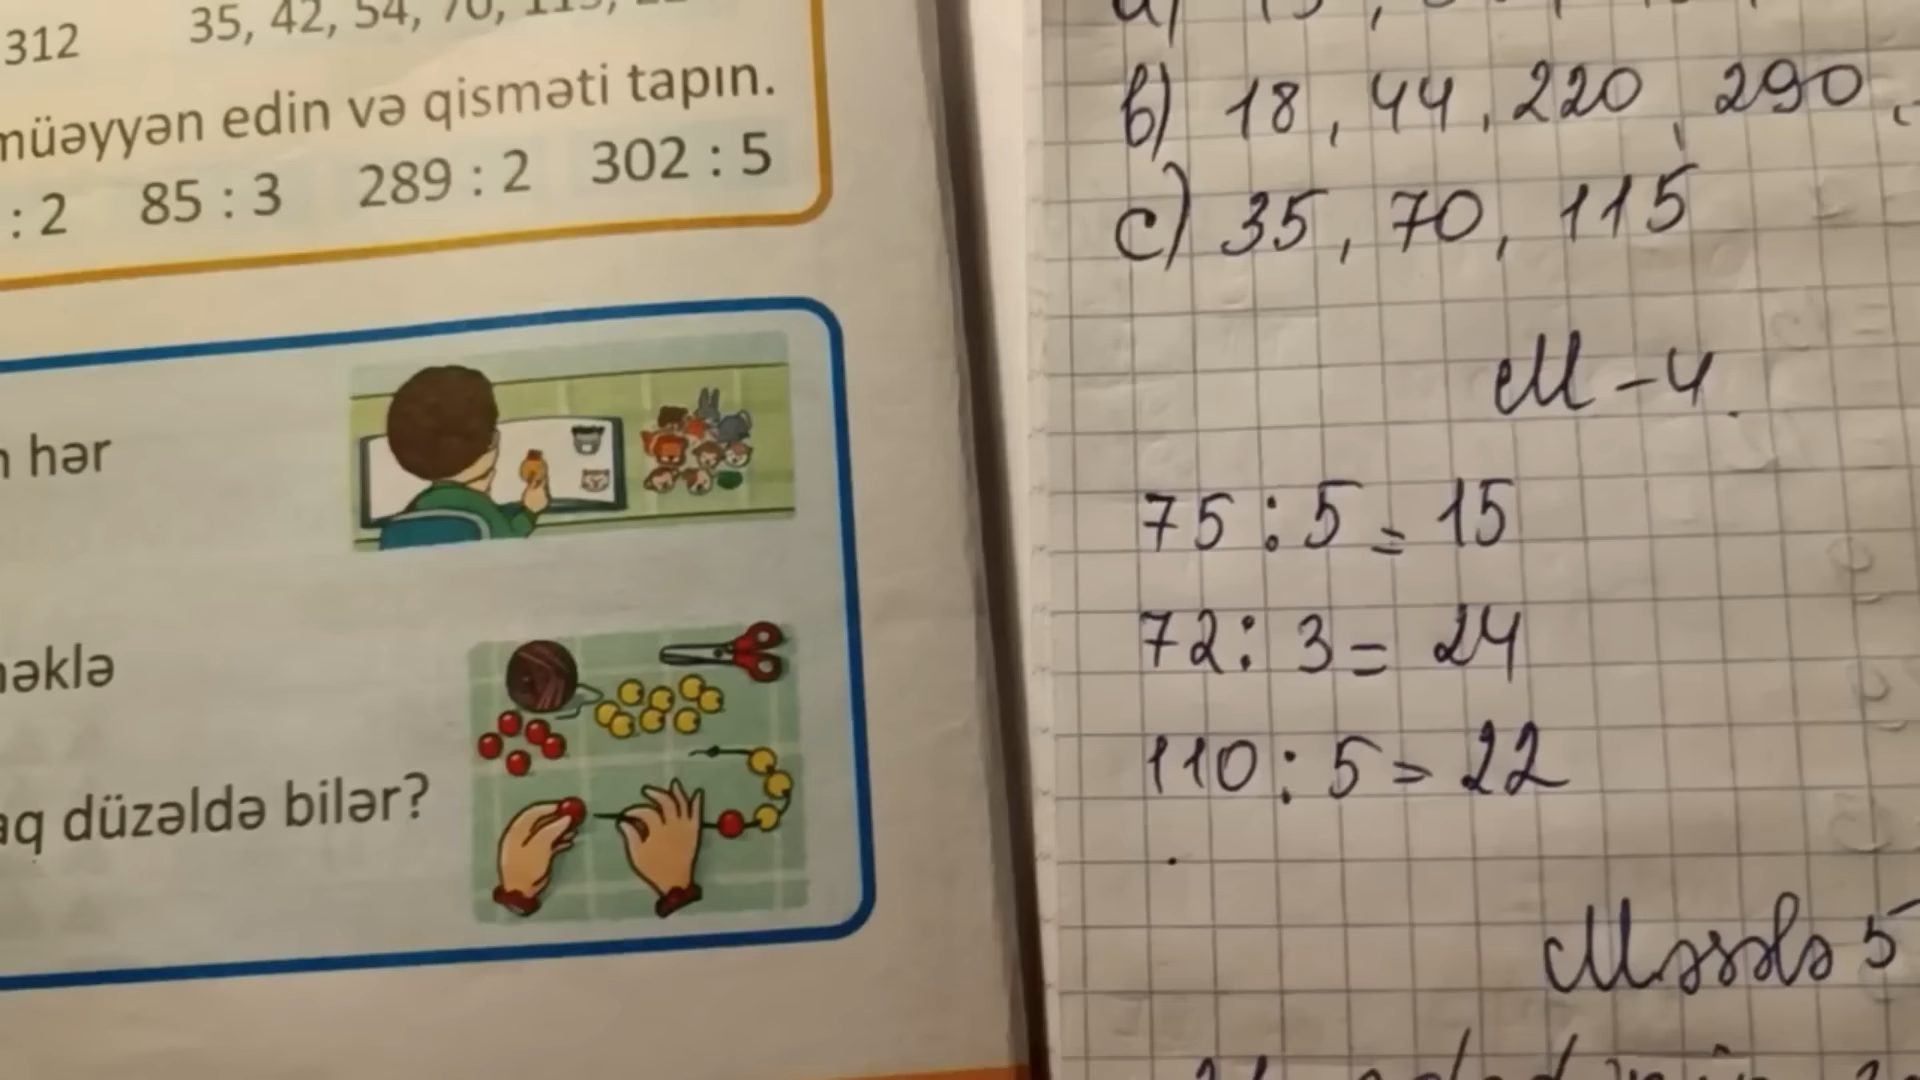 312 35, 42, 54, 70, 115,
müəyyən edin və qisməti tapın.
: 2 85 : 3 289 : 2 302 : 5
hər
əklə
aq düzəldə bilər?
b) 18, 44, 220, 290,
c) 35, 70, 115
M-4.
75 : 5 = 15
72 : 3 = 24
110 : 5 = 22
Məsələ 5